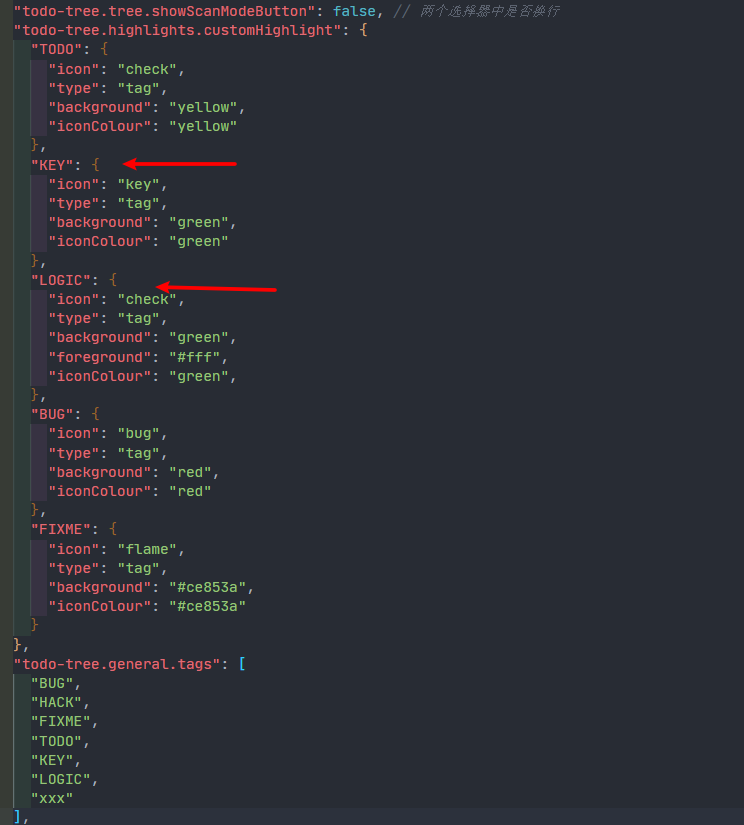 "todo-tree.tree.showScanModeButton": false, // 两个选择器中是否换行
"todo-tree.highlights.customHighlight": {
"TODO": {
"icon": "check",
"type": "tag",
"background": "yellow",
"iconColour": "yellow"
},
"KEY": {
"icon": "key",
"type": "tag",
"background": "green",
"iconColour": "green"
},
"LOGIC": {
"icon": "check",
"type": "tag",
"background": "green",
"foreground": "#fff",
"iconColour": "green",
},
"BUG": {
"icon": "bug",
"type": "tag",
"background": "red",
"iconColour": "red"
},
"FIXME": {
"icon": "flame",
"type": "tag",
"background": "#ce853a",
"iconColour": "#ce853a"
}
},
"todo-tree.general.tags": [
"BUG",
"HACK",
"FIXME",
"TODO",
"KEY",
"LOGIC",
"xxx"
],